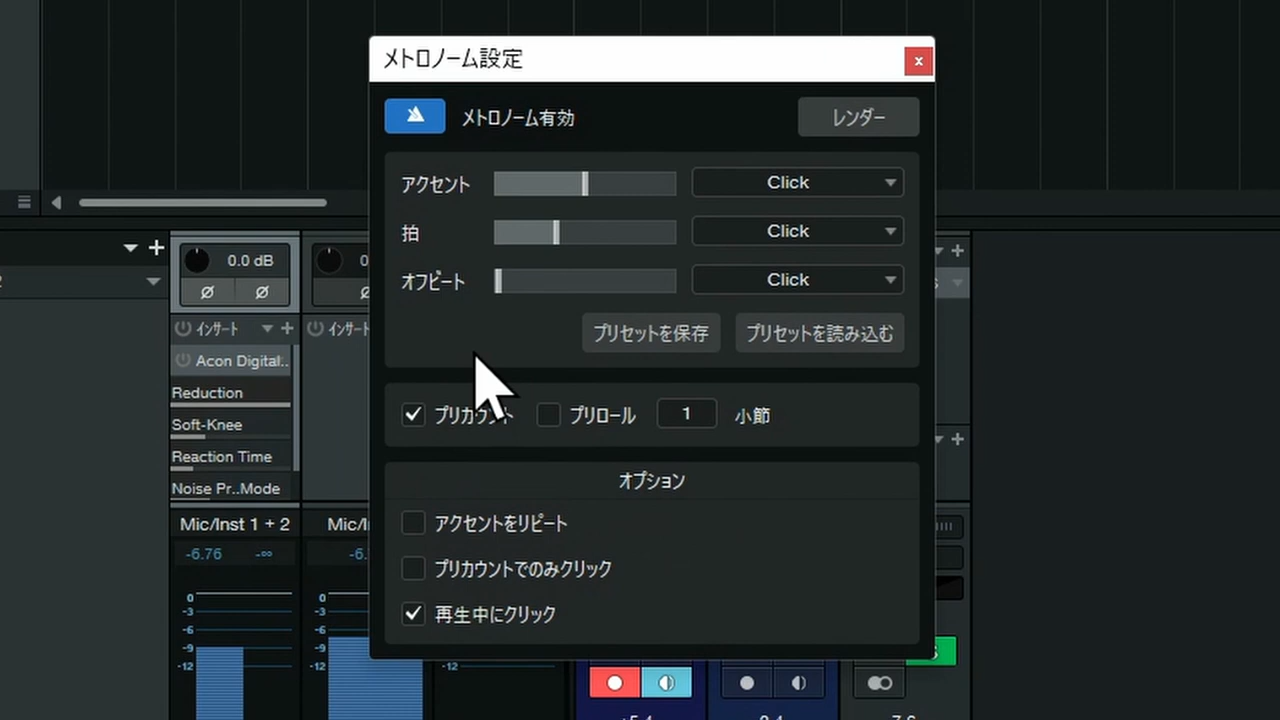 メトロノーム設定
x
メトロノーム有効
レンダー
アクセント
Click
拍
Click
オフビート
Click
プリセットを保存
プリセットを読み込む
プリカウント
プリロール
1
小節
オプション
アクセントをリピート
プリカウントでのみクリック
再生中にクリック
0.0 dB
インサート
Acon Digital..
Reduction
Soft-Knee
Reaction Time
Noise Pr..Mode
Mic/Inst 1 + 2
-6.76
-∞
0
-3
-6
-9
-12
0
-3
-6
-9
-12
-12